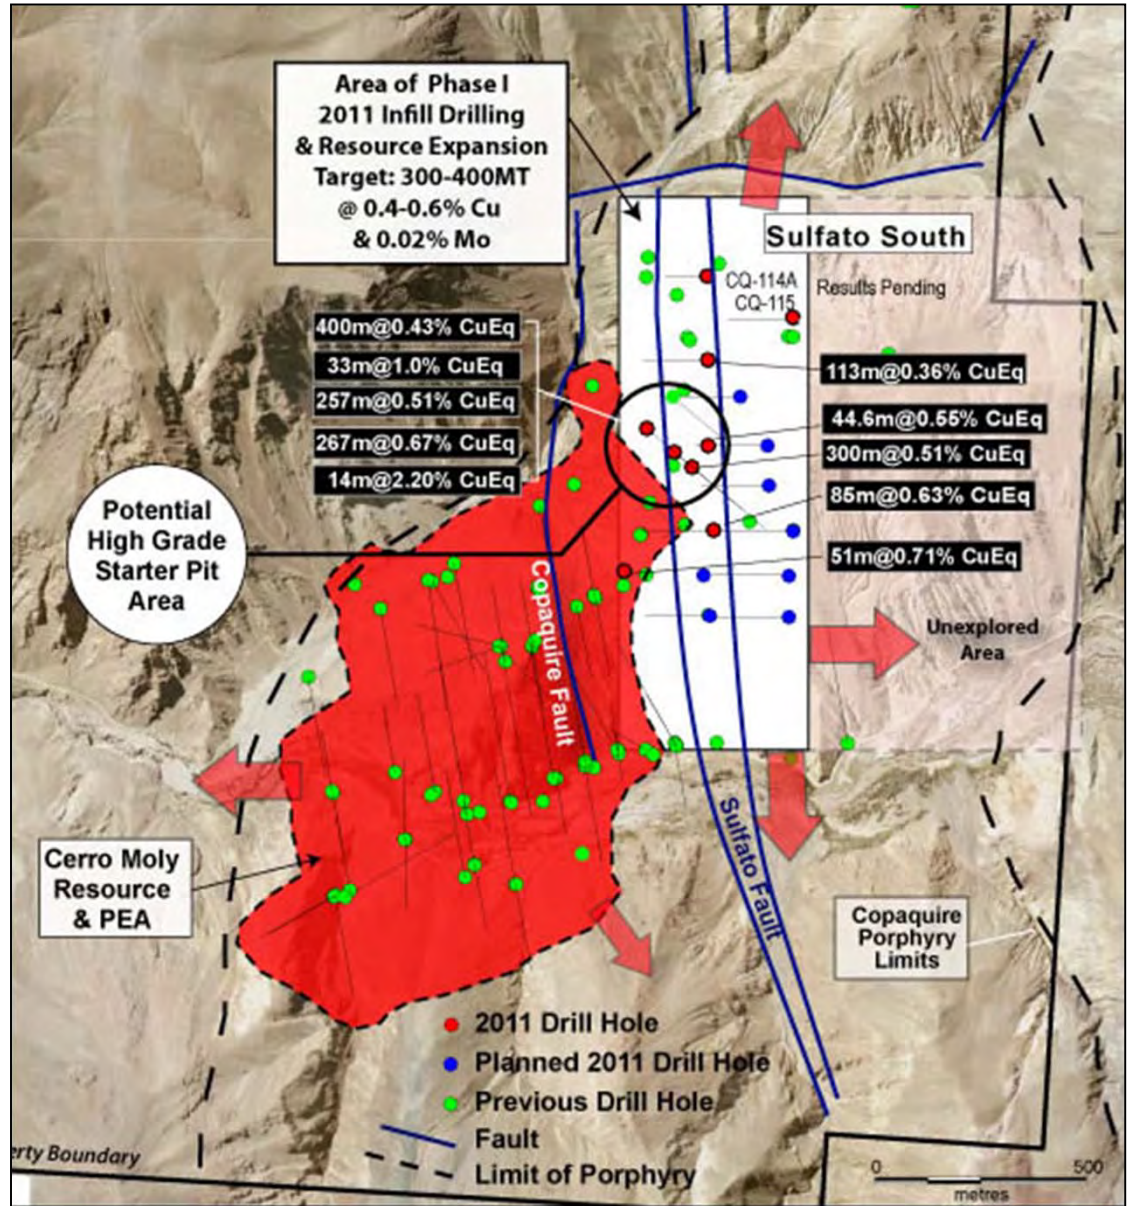 Area of Phase I
2011 Infill Drilling
& Resource Expansion
Target: 300-400MT
@ 0.4-0.6% Cu
& 0.02% Mo
Sulfato South
CQ-114A
CQ-115
Results Pending
400m@0.43% CuEq
33m@1.0% CuEq
257m@0.51% CuEq
267m@0.67% CuEq
14m@2.20% CuEq
113m@0.36% CuEq
44.6m@0.55% CuEq
300m@0.51% CuEq
85m@0.63% CuEq
51m@0.71% CuEq
Potential
High Grade
Starter Pit
Area
Copaquire Fault
Unexplored
Area
Sulfato Fault
Cerro Moly
Resource
& PEA
Copaquire
Porphyry
Limits
2011 Drill Hole
Planned 2011 Drill Hole
Previous Drill Hole
Fault
Limit of Porphyry
erty Boundary
0 500
metres